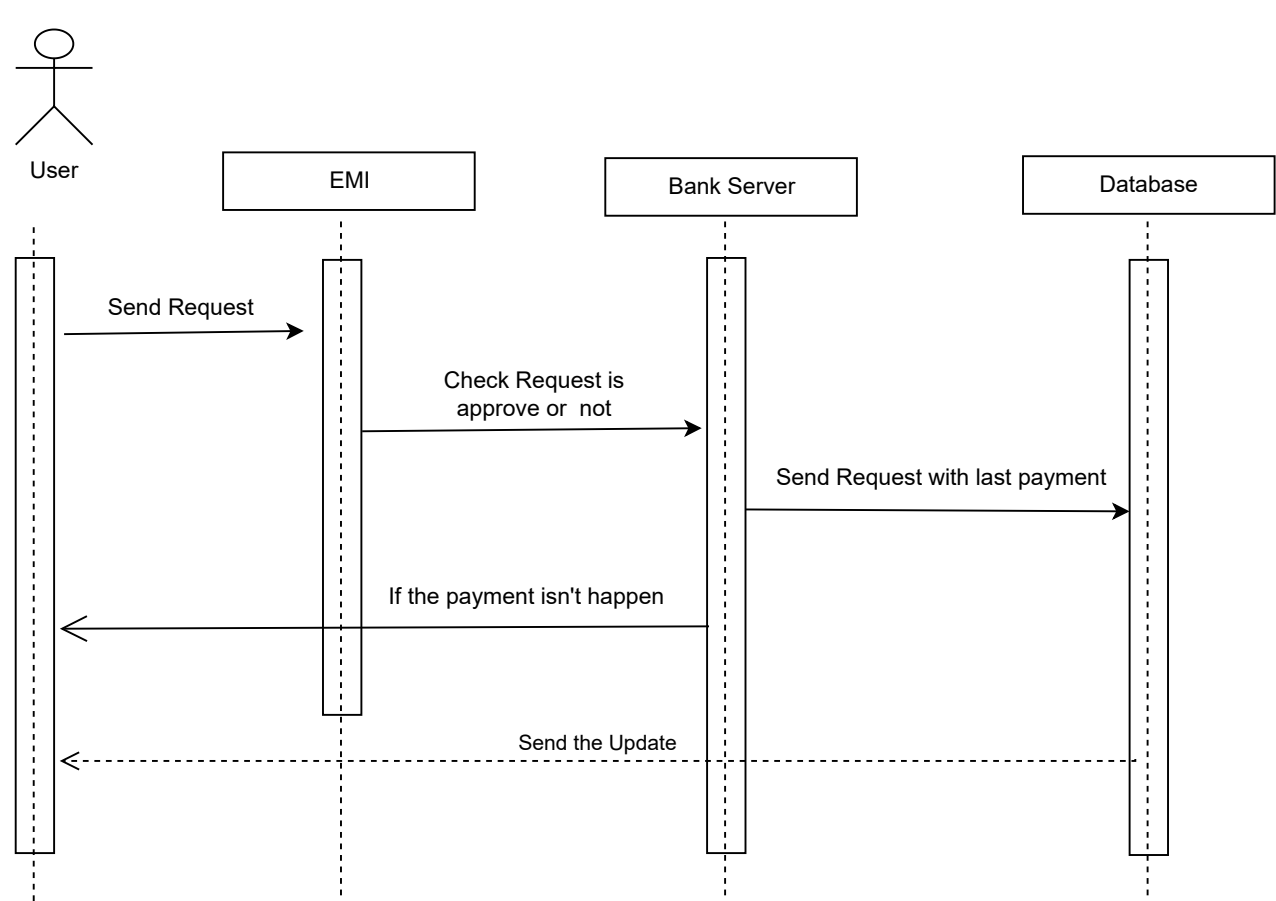 User
EMI
Bank Server
Database
Send Request
Check Request is
approve or  not
Send Request with last payment
If the payment isn't happen
Send the Update